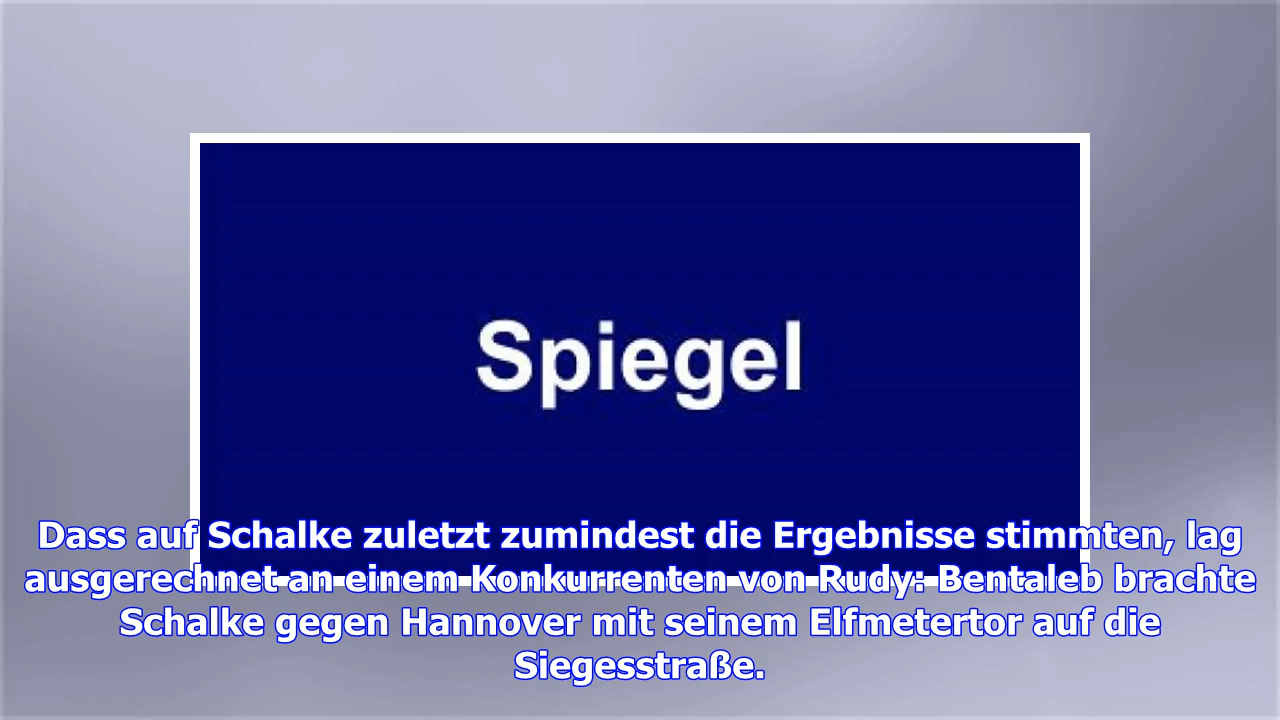 Spiegel
Dass auf Schalke zuletzt zumindest die Ergebnisse stimmten, lag
ausgerechnet an einem Konkurrenten von Rudy: Bentaleb brachte
Schalke gegen Hannover mit seinem Elfmetertor auf die
Siegesstraße.